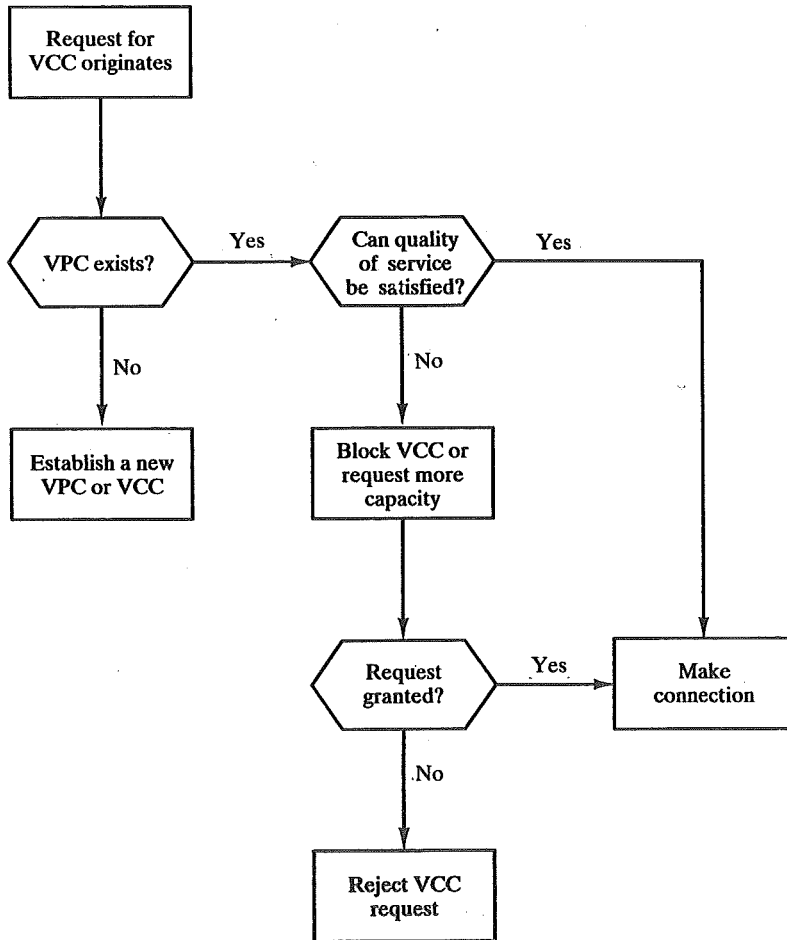 Request for
VCC originates
VPC exists?
Yes
Can quality
of service
be satisfied?
Yes
No
No
Establish a new
VPC or VCC
Block VCC or
request more
capacity
Request
granted?
Yes
Make
connection
No
Reject VCC
request